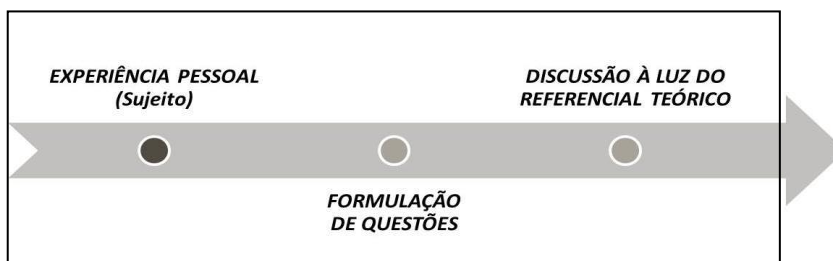 EXPERIÊNCIA PESSOAL
(Sujeito)
FORMULAÇÃO
DE QUESTÕES
DISCUSSÃO À LUZ DO
REFERENCIAL TEÓRICO